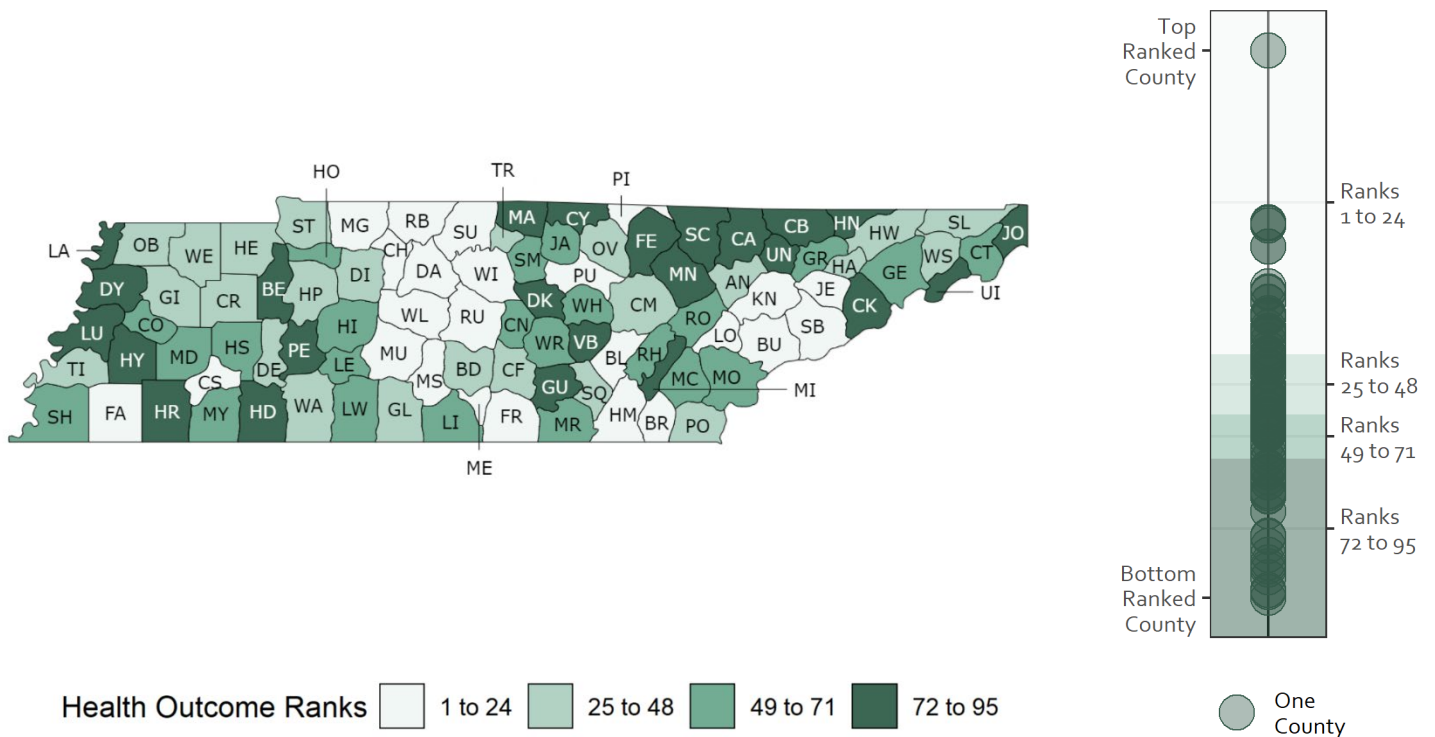 HO
TR
PI
LA
OB
WE
HE
ST
MG
RB
SU
MA
CY
FE
SC
CA
CB
HN
HW
SL
JO
CH
SM
JA
OV
UN
GR
HA
WS
CT
DY
GI
CR
BE
HP
DI
DA
WI
PU
MN
AN
KN
JE
GE
UI
CK
LU
CO
HI
WL
RU
DK
WH
CM
RO
LO
SB
BU
TI
HY
MD
HS
DE
PE
LE
MU
CN
WR
VB
BL
RH
MC
MO
MI
CS
MS
BD
CF
GU
SQ
SH
FA
HR
MY
HD
WA
LW
GL
LI
FR
MR
HM
BR
PO
ME
Top
Ranked
County
Ranks
1 to 24
Ranks
25 to 48
Ranks
49 to 71
Ranks
72 to 95
Bottom
Ranked
County
Health Outcome Ranks
1 to 24
25 to 48
49 to 71
72 to 95
One
County